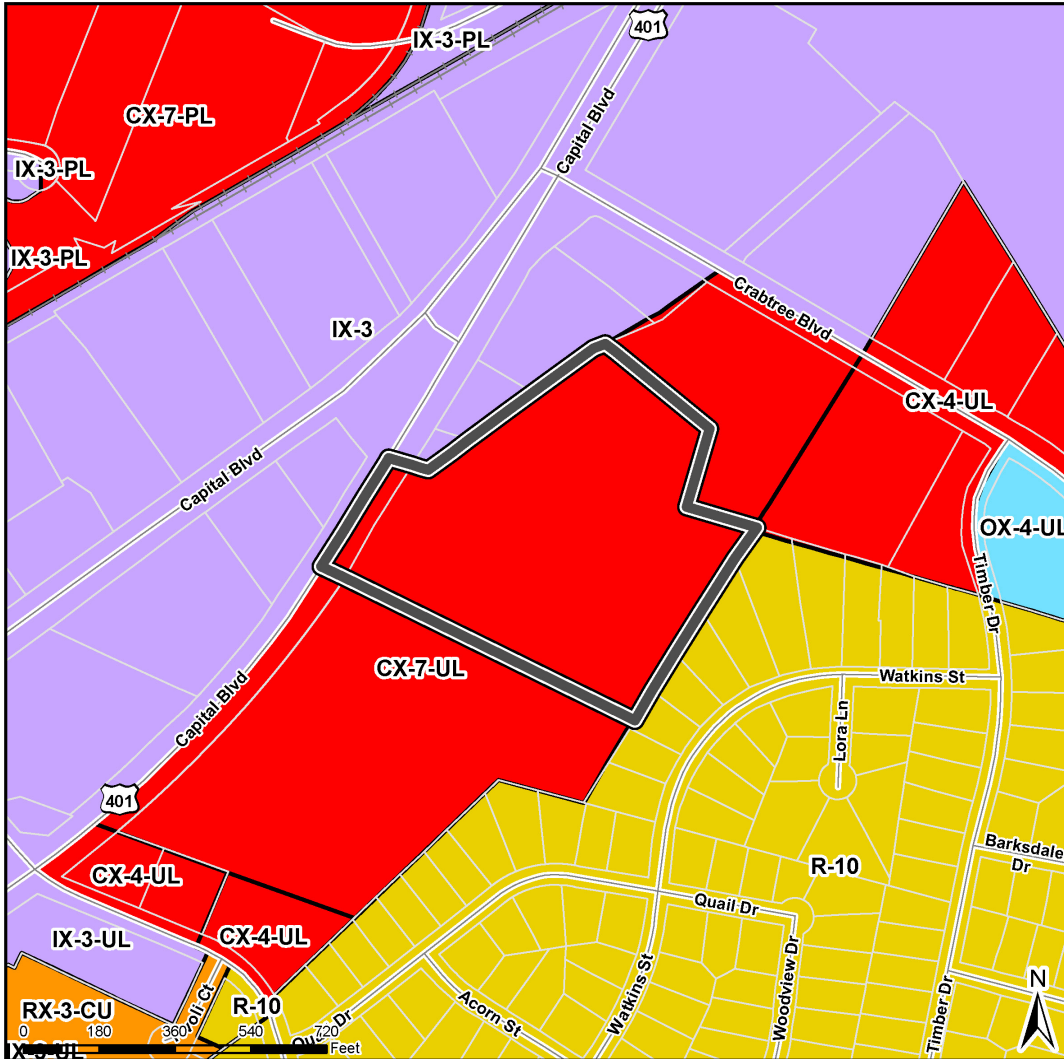 401
IX-3-PL
Capital Blvd
CX-7-PL
IX-3-PL
IX-3-PL
Crabtree Blvd
IX-3
CX-4-UL
Capital Blvd
OX-4-UL
Timber Dr
CX-7-UL
Watkins St
Capital Blvd
Lora Ln
401
Barksdale
Dr
CX-4-UL
R-10
Quail Dr
CX-4-UL
IX-3-UL
Woodview Dr
Watkins St
N
R-10
Acorn St
Timber Dr
RX-3-CU
0 180 360 540 720
Feet